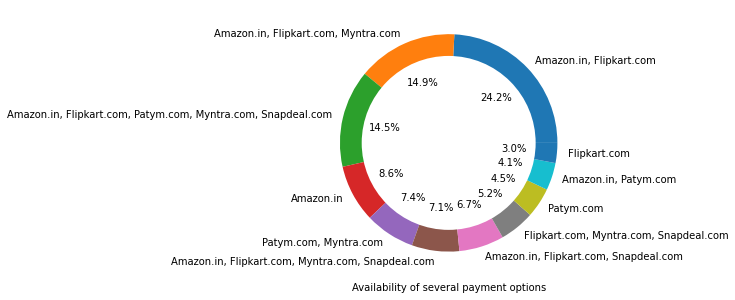 Amazon.in, Flipkart.com, Myntra.com
Amazon.in, Flipkart.com
14.9%
24.2%
Amazon.in, Flipkart.com, Patym.com, Myntra.com, Snapdeal.com
14.5%
3.0%
Flipkart.com
4.1%
8.6%
4.5%
Amazon.in, Patym.com
5.2%
Amazon.in
7.4%
7.1%
6.7%
Patym.com
Flipkart.com, Myntra.com, Snapdeal.com
Patym.com, Myntra.com
Amazon.in, Flipkart.com, Snapdeal.com
Amazon.in, Flipkart.com, Myntra.com, Snapdeal.com
Availability of several payment options